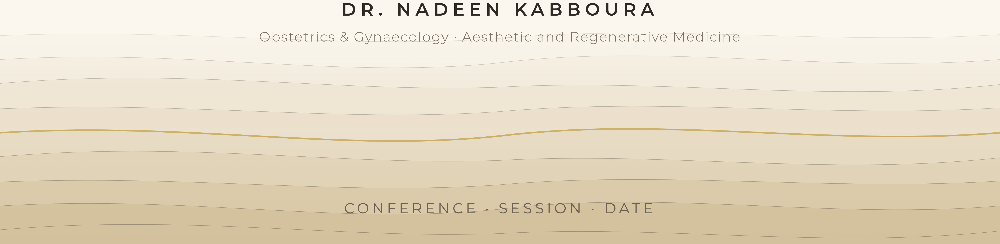 DR. NADEEN KABBOURA
Obstetrics & Gynaecology · Aesthetic and Regenerative Medicine
CONFERENCE · SESSION · DATE